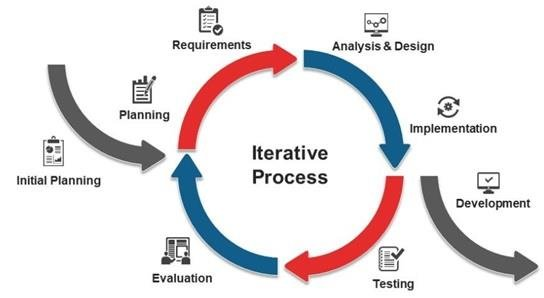 Requirements
Analysis & Design
Planning
Implementation
Iterative
Process
Initial Planning
Development
Evaluation
Testing